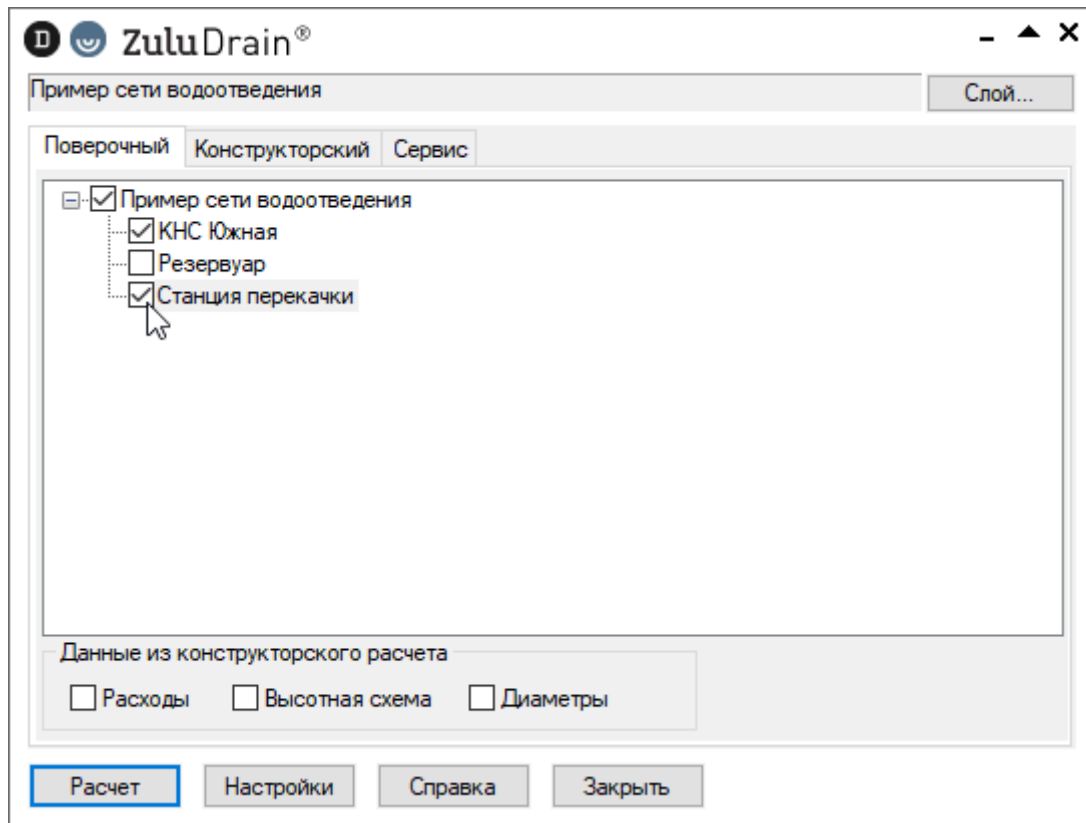 D ZuluDrain®
Пример сети водоотведения Слой...
Поверочный Конструкторский Сервис
Пример сети водоотведения
КНС Южная
Резервуар
Станция перекачки
Данные из конструкторского расчета
Расходы Высотная схема Диаметры
Расчет Настройки Справка Закрыть